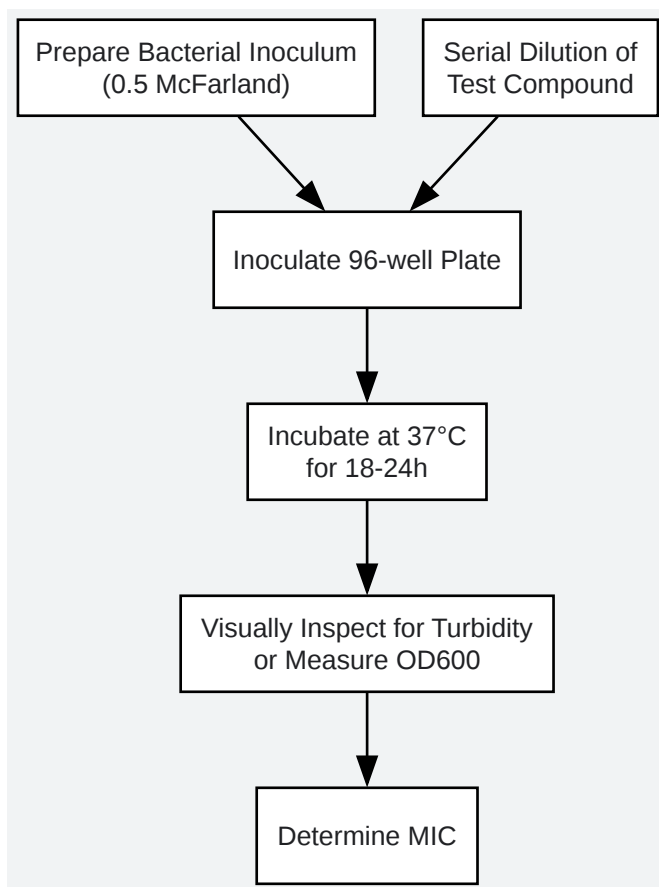 Prepare Bacterial Inoculum
(0.5 McFarland)
Serial Dilution of
Test Compound
Inoculate 96-well Plate
Incubate at 37°C
for 18-24h
Visually Inspect for Turbidity
or Measure OD600
Determine MIC